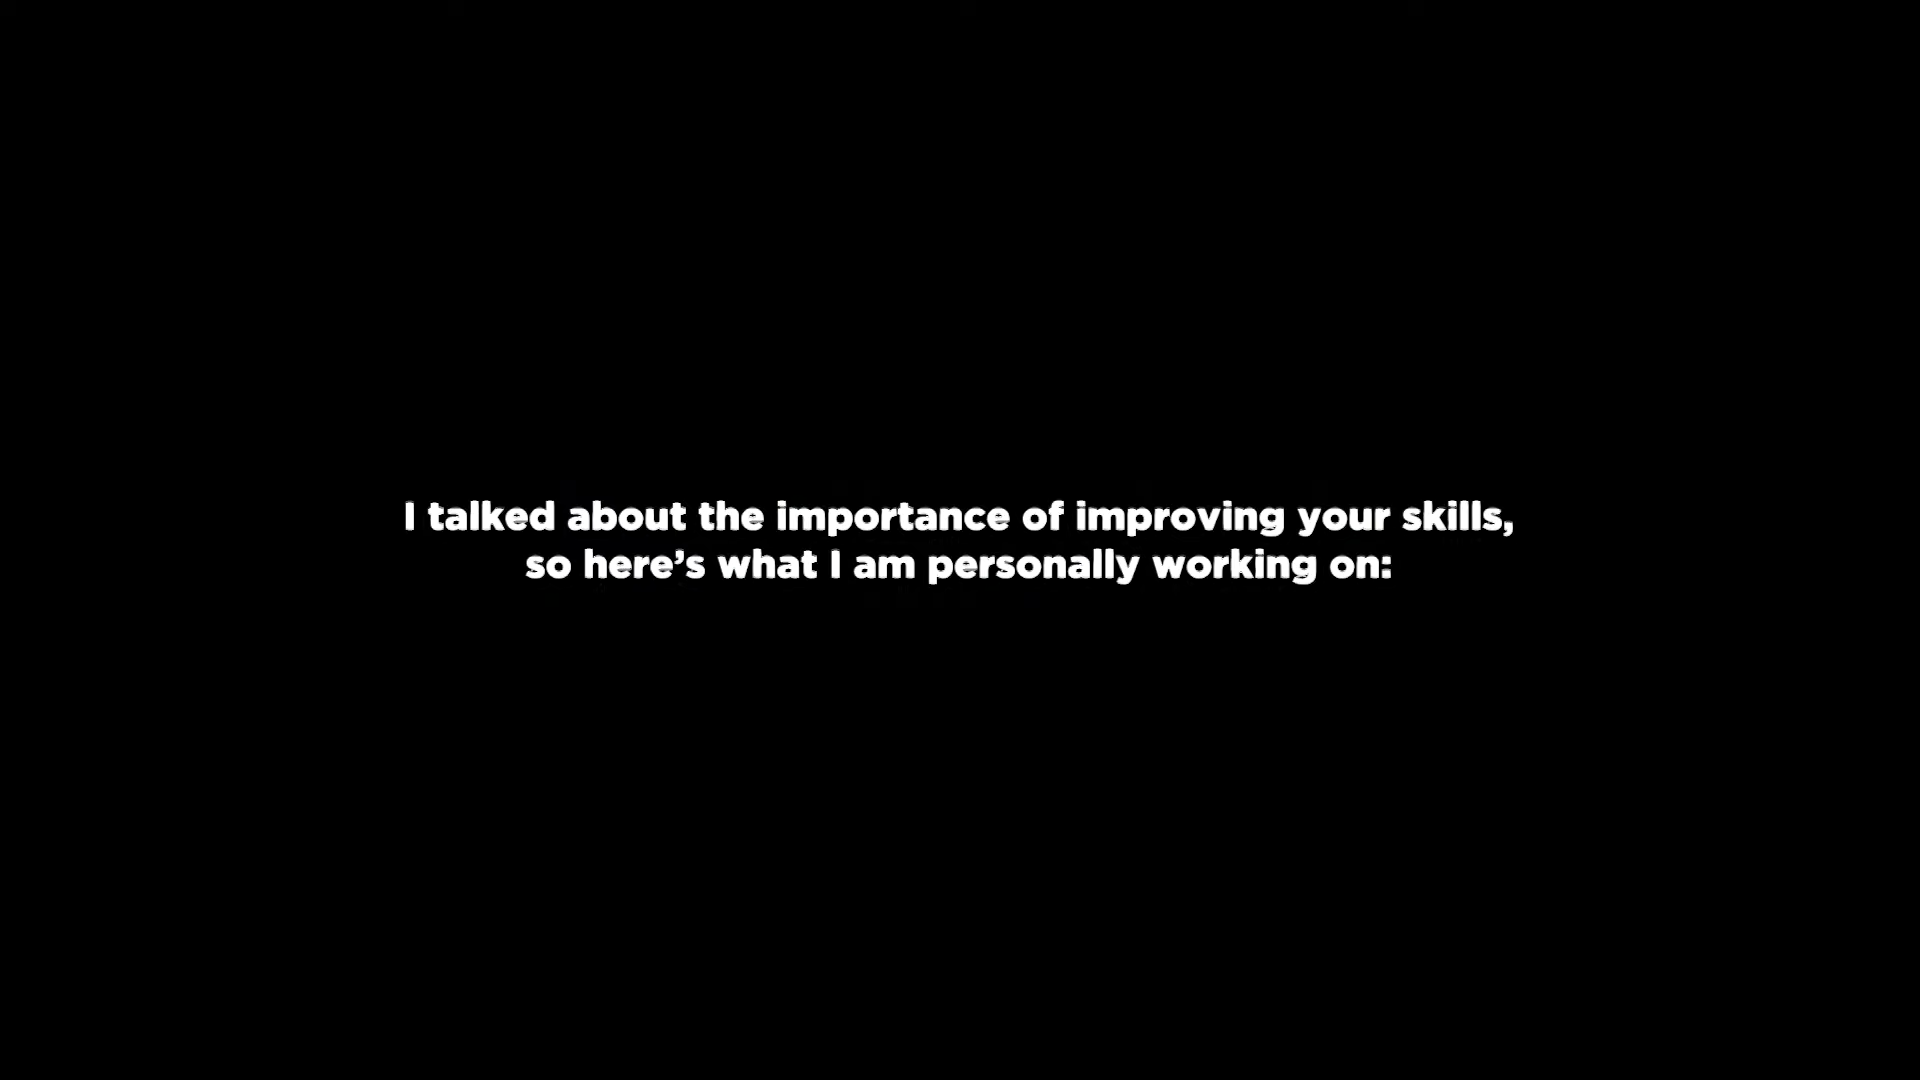 I talked about the importance of improving your skills,
so here’s what I am personally working on: